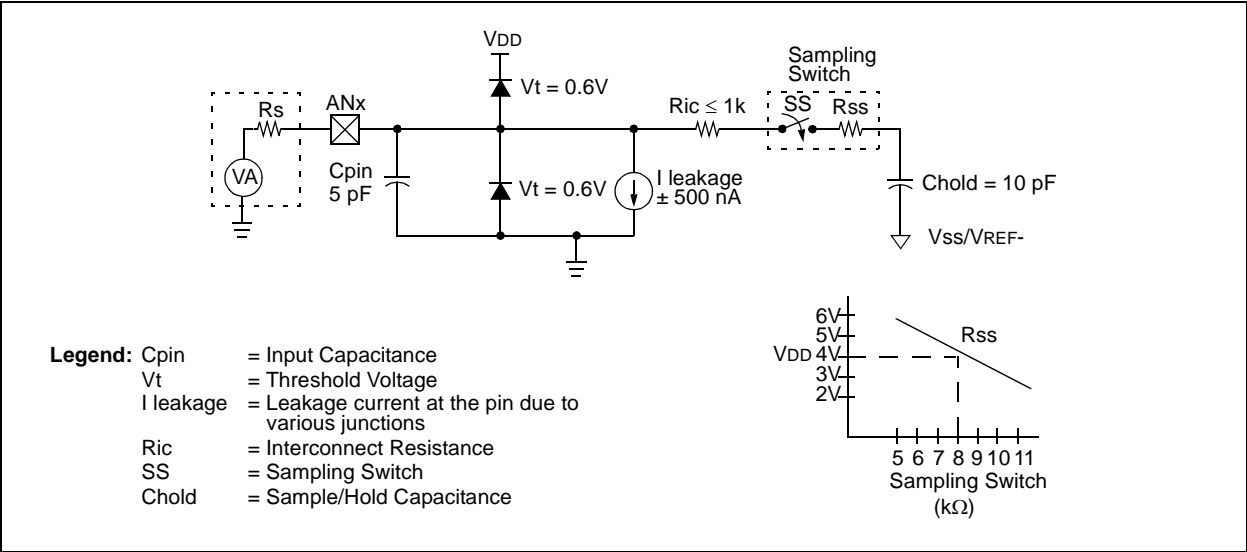 VDD
Sampling
Switch
Vt = 0.6V
Rs
ANx
Ric ≤ 1k
SS
Rss
VA
Cpin
5 pF
Vt = 0.6V
I leakage
± 500 nA
Chold = 10 pF
Vss/VREF-
6V
5V
VDD 4V
3V
2V
Rss
5 6 7 8 9 10 11
Sampling Switch
(kΩ)
Legend: Cpin = Input Capacitance
Vt = Threshold Voltage
I leakage = Leakage current at the pin due to
various junctions
Ric = Interconnect Resistance
SS = Sampling Switch
Chold = Sample/Hold Capacitance